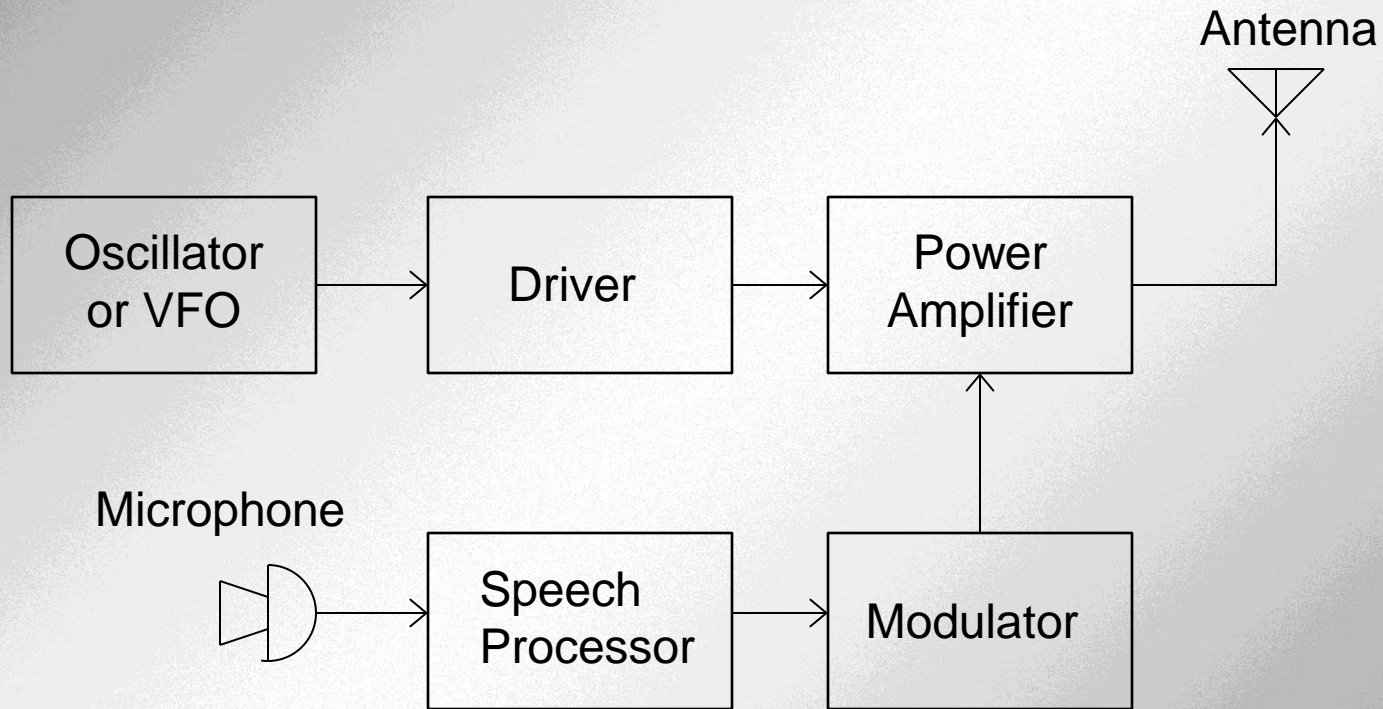 Antenna
Oscillator
or VFO
Driver
Power
Amplifier
Microphone
Speech
Processor
Modulator